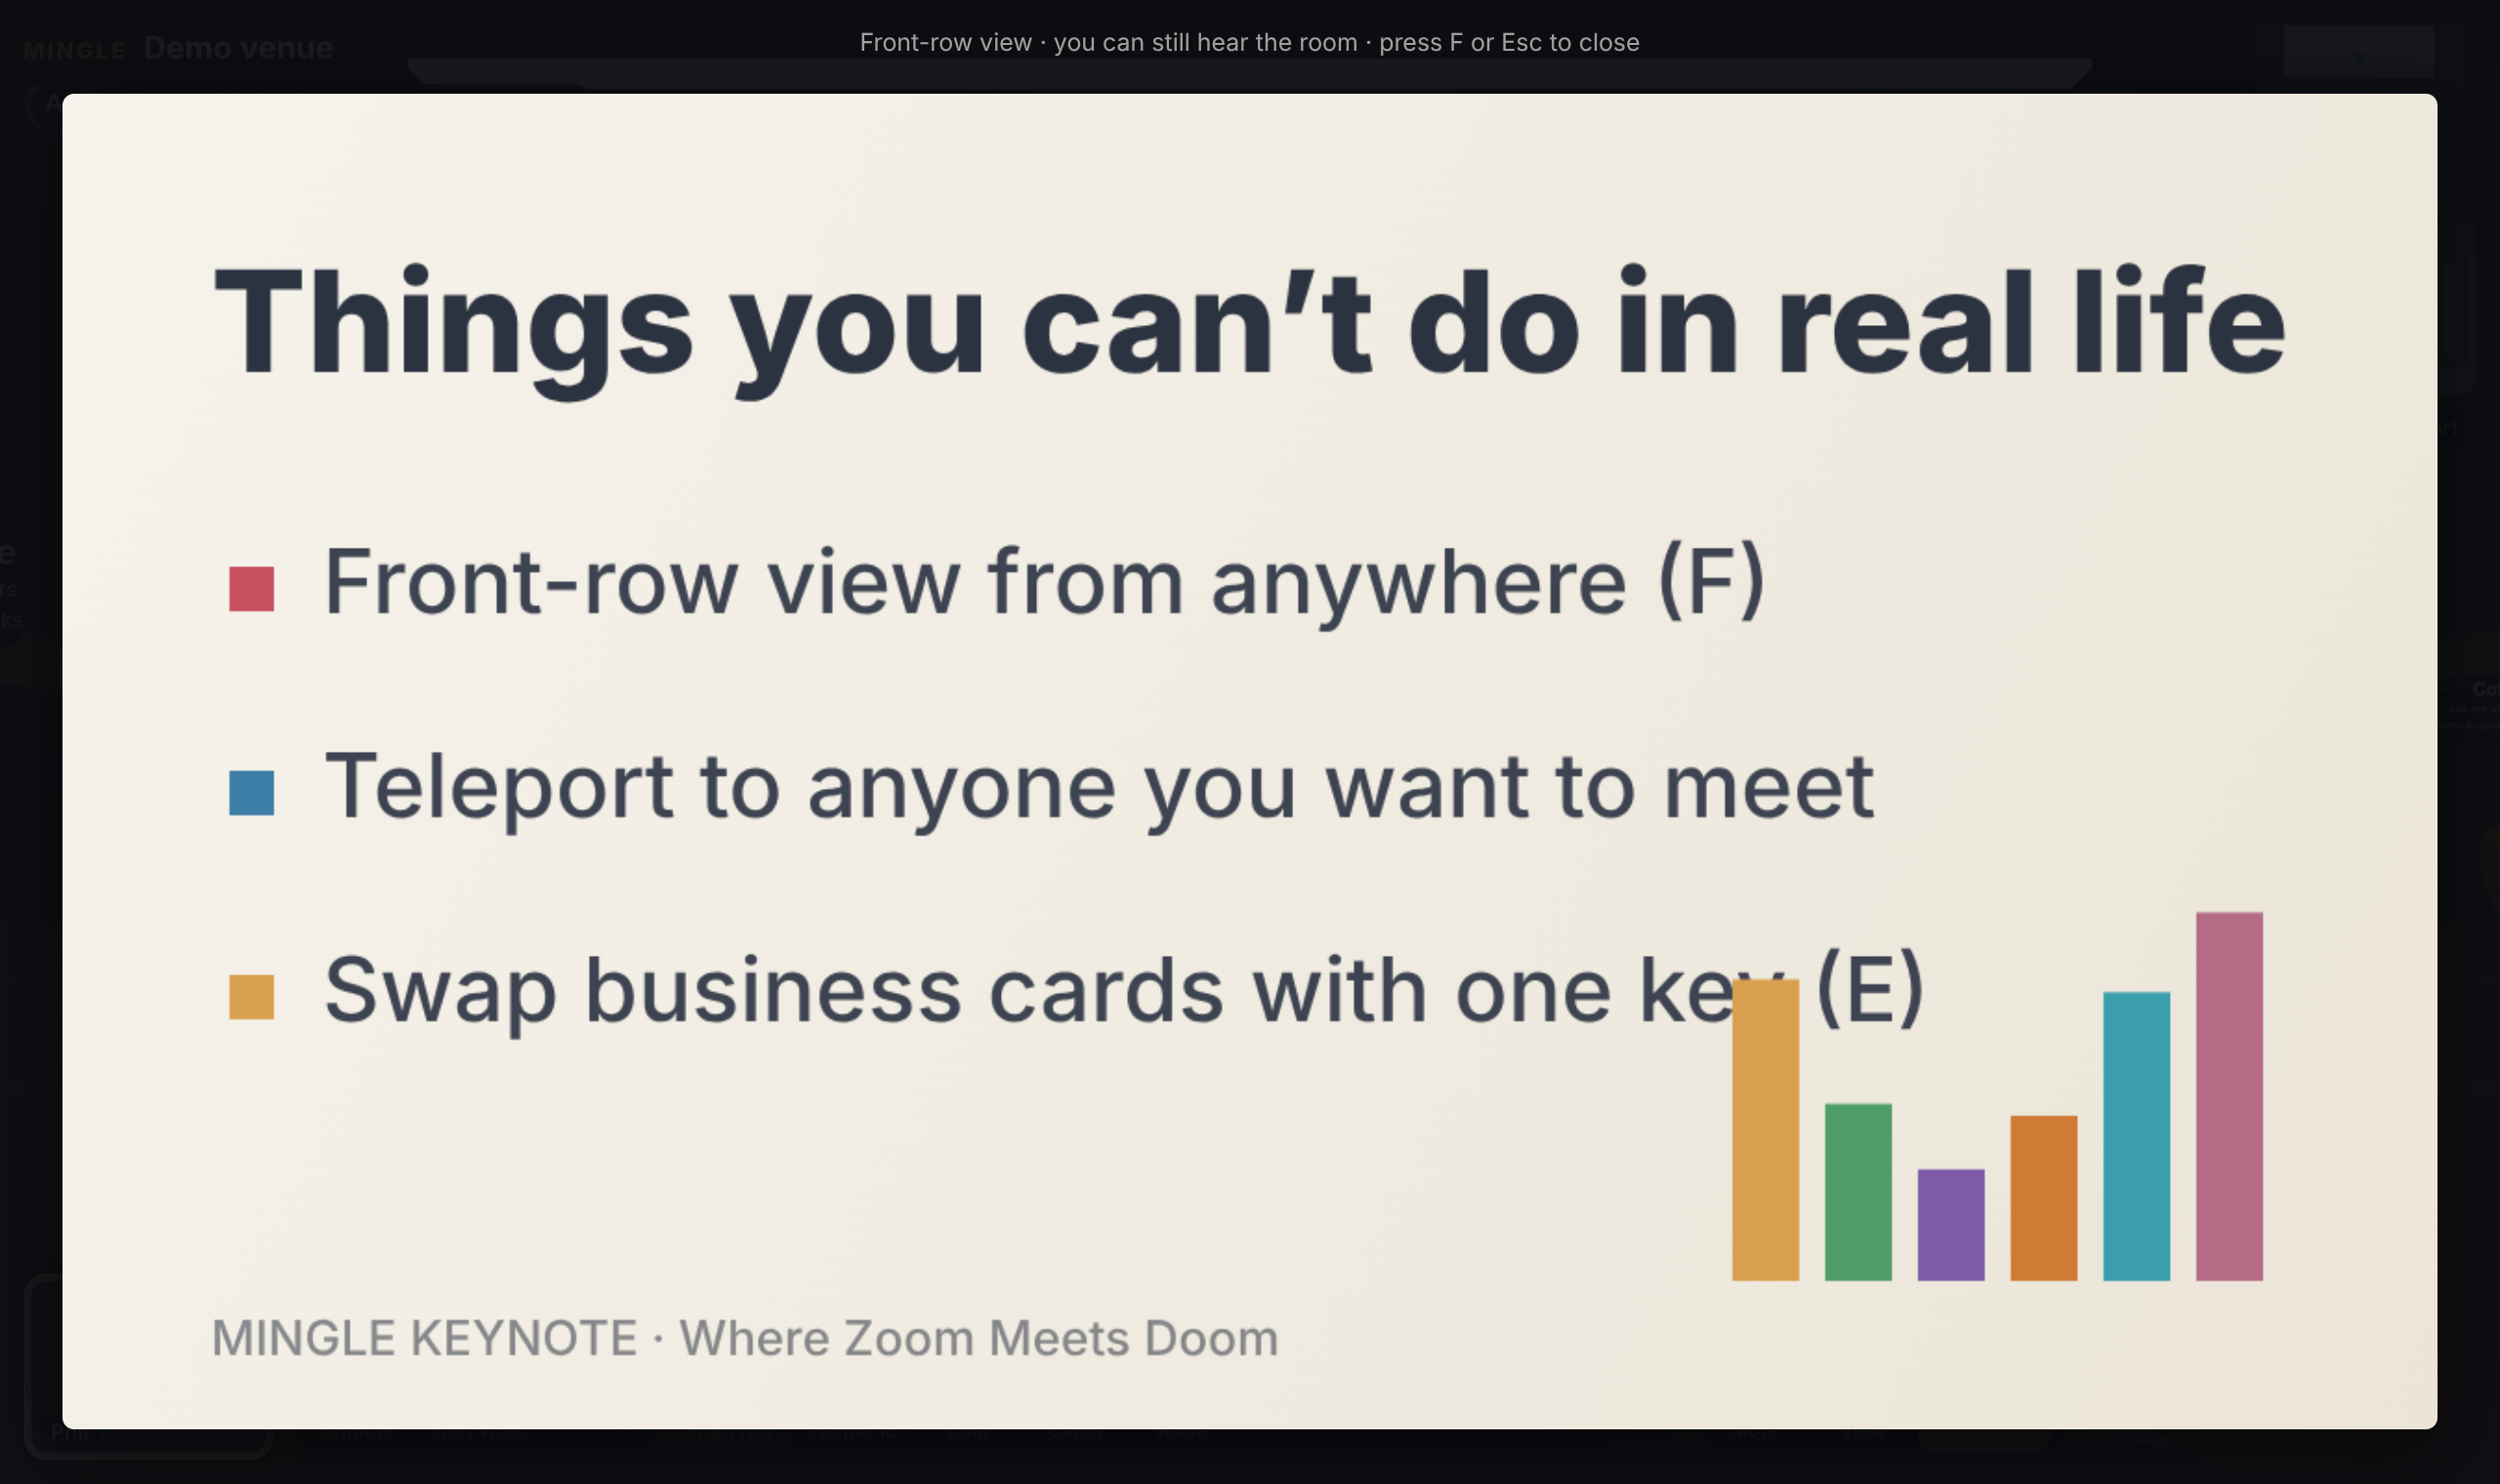 MINGLE Demo venue
Front-row view · you can still hear the room · press F or Esc to close
Things you can’t do in real life
Front-row view from anywhere (F)
Teleport to anyone you want to meet
Swap business cards with one key (E)
MINGLE KEYNOTE · Where Zoom Meets Doom